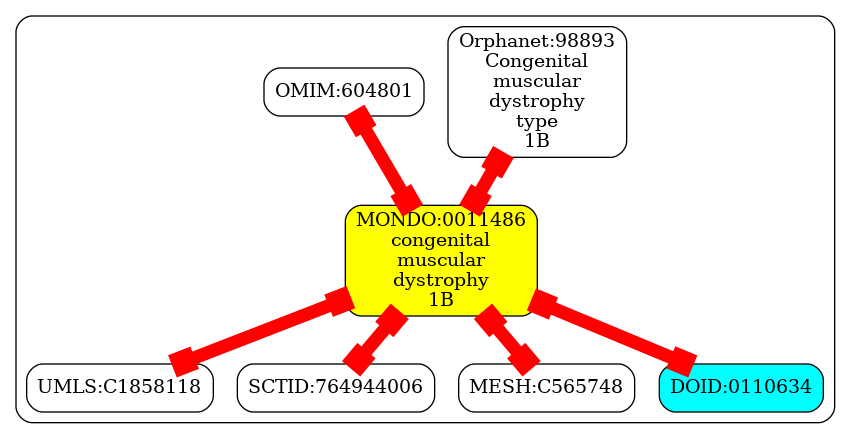 Orphanet:98893
Congenital
muscular
dystrophy
type
1B
OMIM:604801
MONDO:0011486
congenital
muscular
dystrophy
1B
UMLS:C1858118
SCTID:764944006
MESH:C565748
DOID:0110634